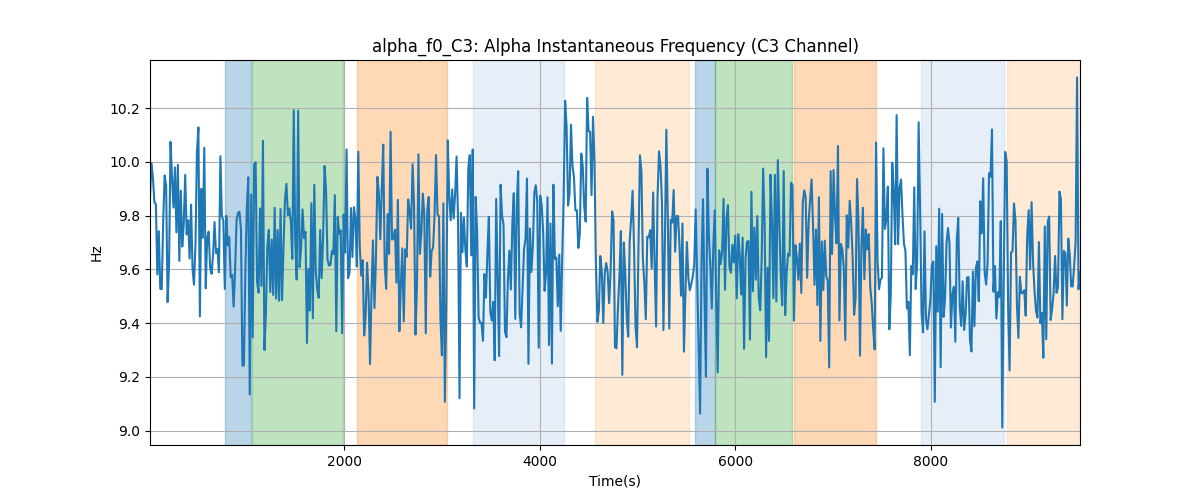 alpha_f0_C3: Alpha Instantaneous Frequency (C3 Channel)
Hz
10.2
10.0
9.8
9.6
9.4
9.2
9.0
2000 4000 6000 8000
Time(s)